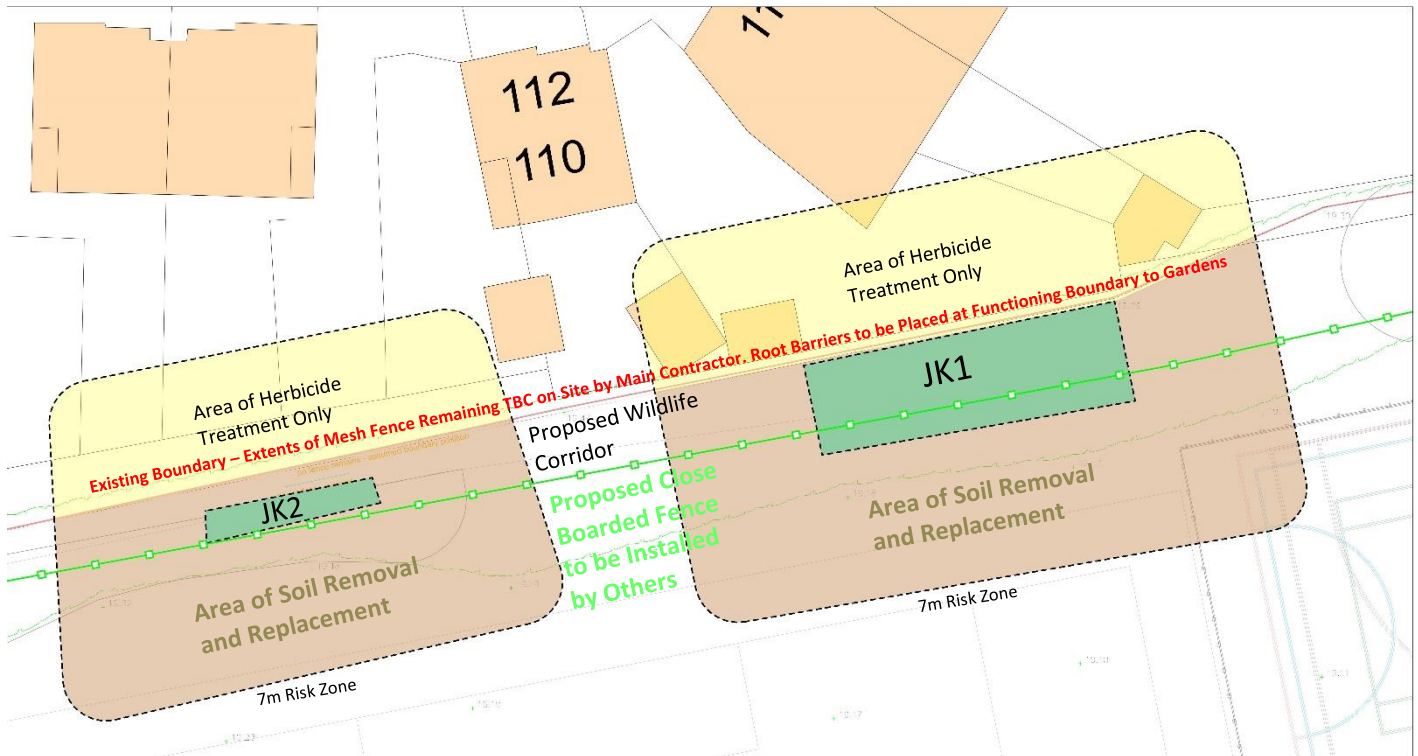 11
112
110
Area of Herbicide
Treatment Only
Existing Boundary – Extents of Mesh Fence Remaining TBC on Site by Main Contractor. Root Barriers to be Placed at Functioning Boundary to Gardens
JK1
Area of Herbicide
Treatment Only
Proposed Wildlife
Corridor
JK2
Proposed Close
Boarded Fence
to be Installed
by Others
Area of Soil Removal
and Replacement
Area of Soil Removal
and Replacement
7m Risk Zone
7m Risk Zone